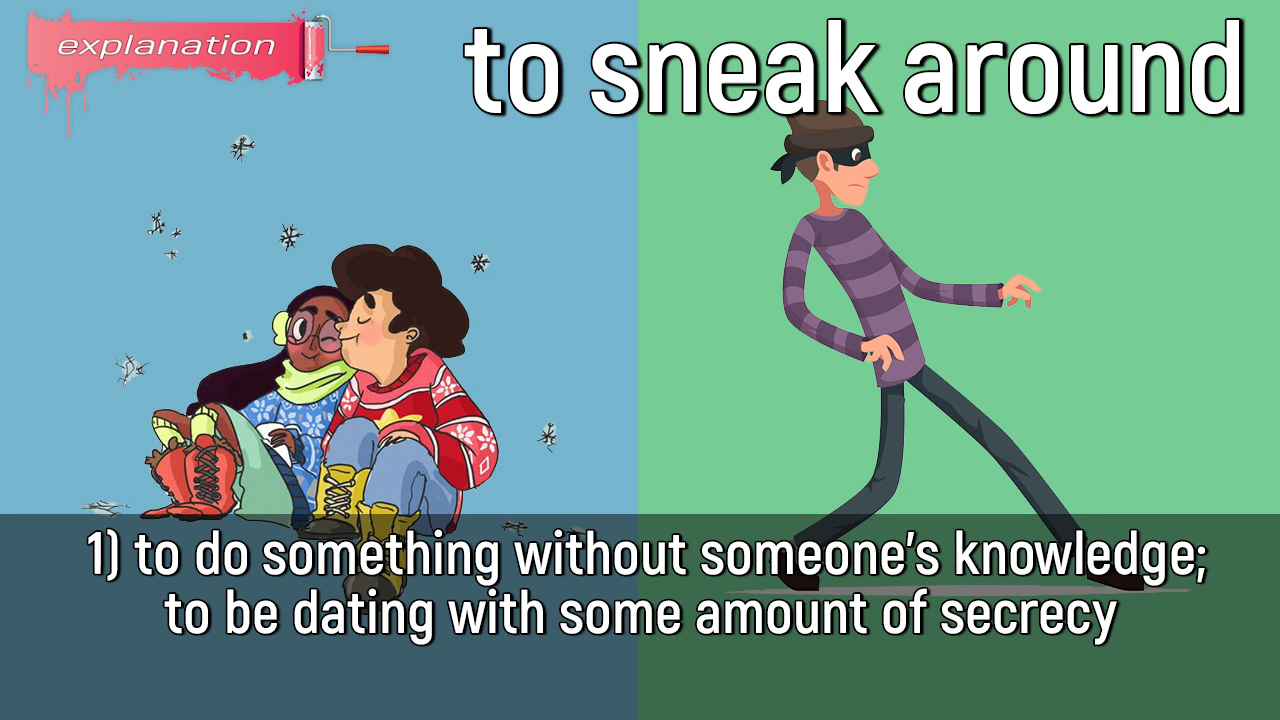 explanation
to sneak around
1) to do something without someone's knowledge;
to be dating with some amount of secrecy